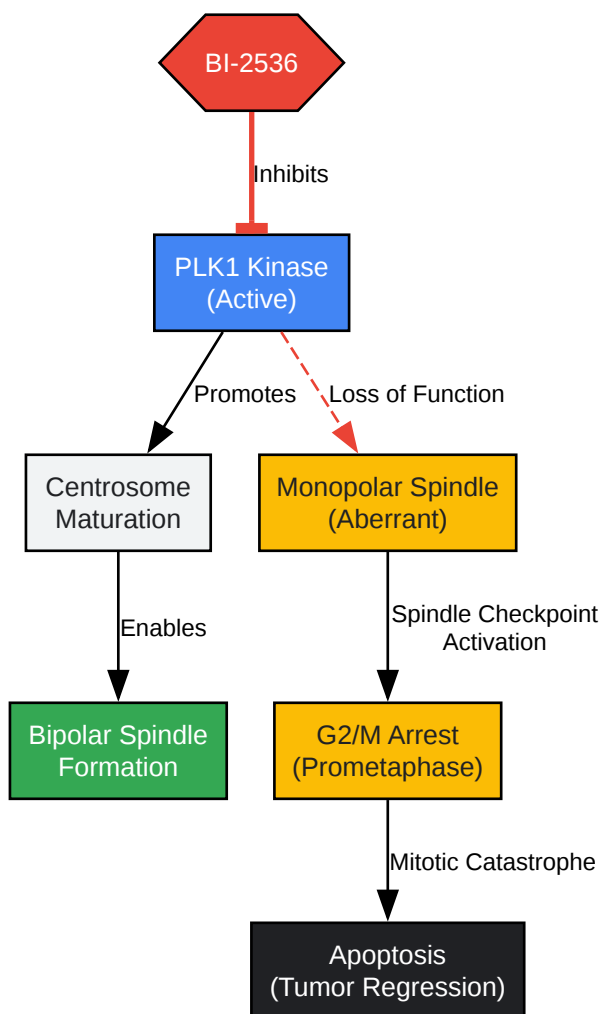 BI-2536
Inhibits
PLK1 Kinase
(Active)
Promotes
Loss of Function
Centrosome
Maturation
Monopolar Spindle
(Aberrant)
Enables
Spindle Checkpoint
Activation
Bipolar Spindle
Formation
G2/M Arrest
(Prometaphase)
Mitotic Catastrophe
Apoptosis
(Tumor Regression)